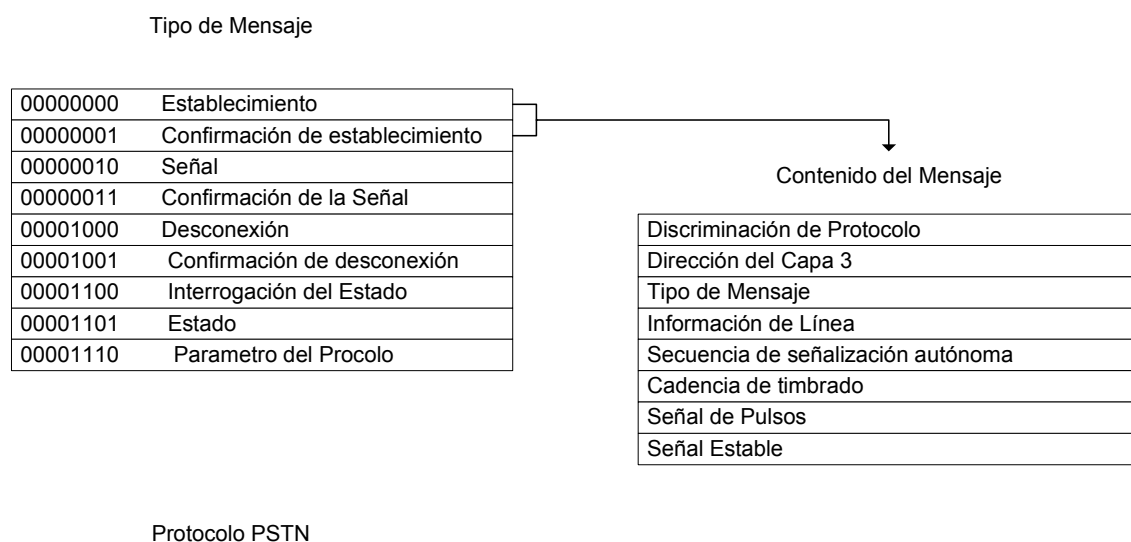 Tipo de Mensaje
00000000 Establecimiento
00000001 Confirmación de establecimiento
00000010 Señal
00000011 Confirmación de la Señal
00001000 Desconexión
00001001 Confirmación de desconexión
00001100 Interrogación del Estado
00001101 Estado
00001110 Parametro del Procolo
Contenido del Mensaje
Discriminación de Protocolo
Dirección del Capa 3
Tipo de Mensaje
Información de Línea
Secuencia de señalización autónoma
Cadencia de timbrado
Señal de Pulsos
Señal Estable
Protocolo PSTN